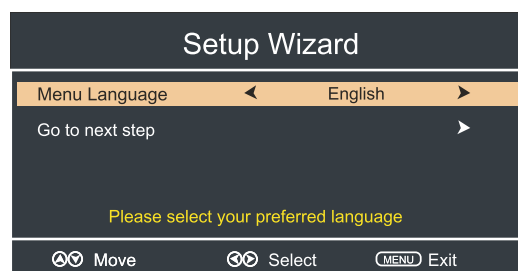 Setup Wizard
Menu Language English
Go to next step
Please select your preferred language
Move Select MENU Exit